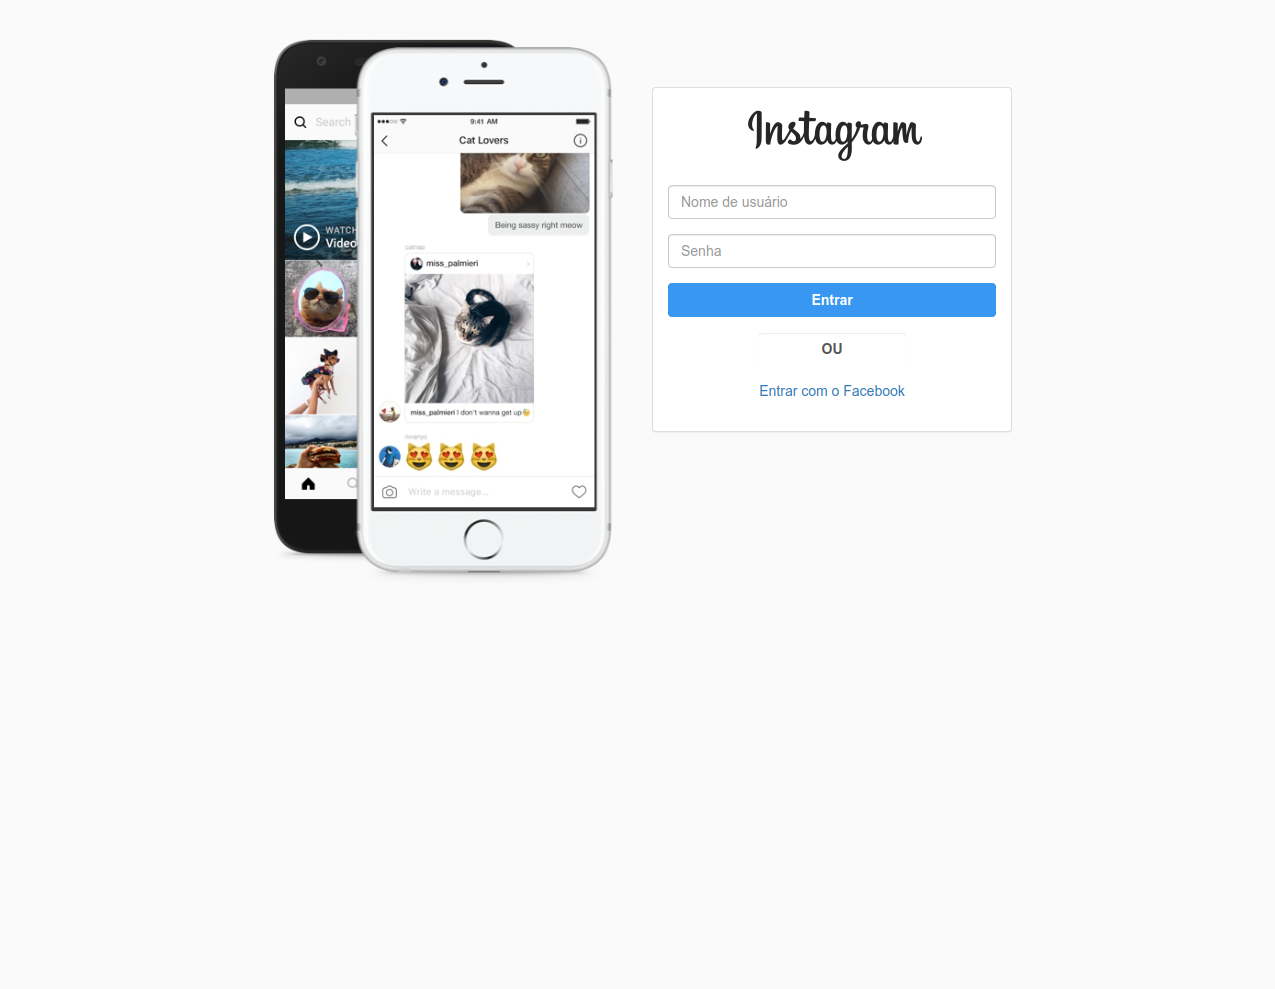 Search
WATCH
Video
9:41 AM
Cat Lovers
Being sassy right meow
catnap
miss_palmieri
miss_palmieri I don't wanna get up
Write a message...
Instagram
Nome de usuário
Senha
Entrar
OU
Entrar com o Facebook